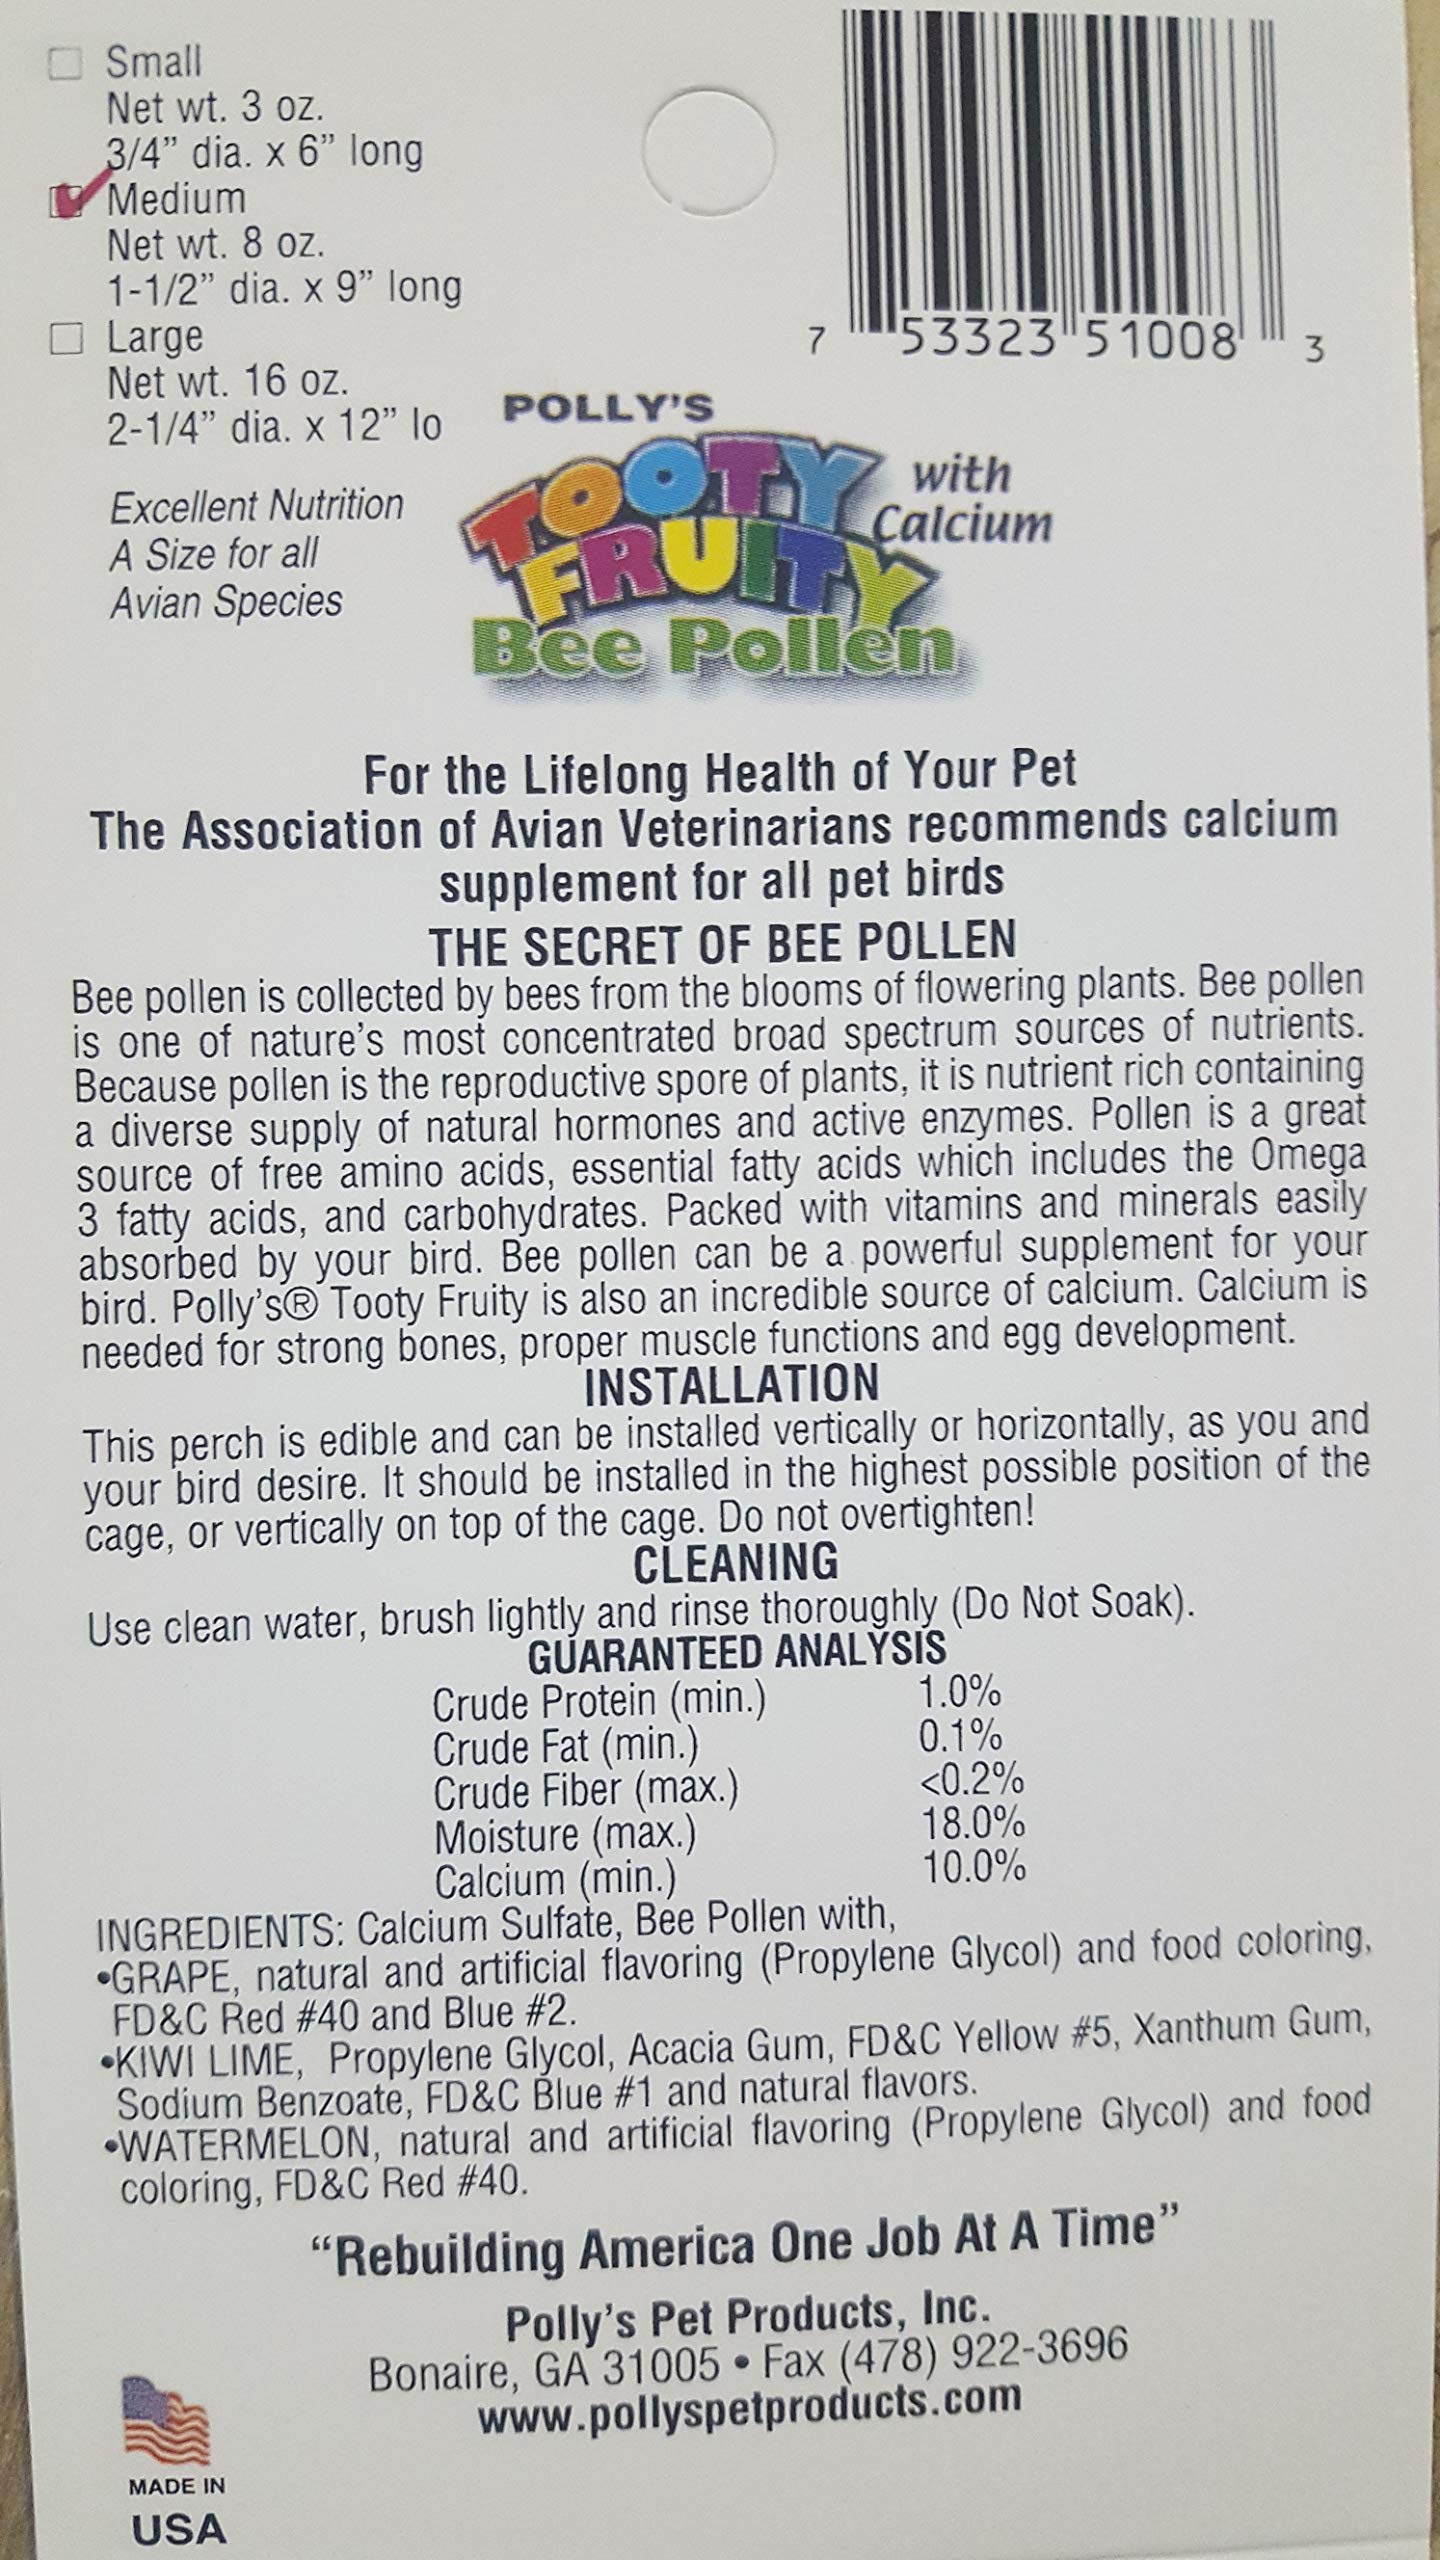 Small
Net wt. 3 oz.
3/4” dia. x 6” long
Medium
Net wt. 8 oz.
1-1/2” dia. x 9” long
Large
Net wt. 16 oz.
2-1/4” dia. x 12” lo
7 53323 51008 3
Excellent Nutrition
A Size for all
Avian Species
POLLY'S
TOOTY
FRUITY
with
Calcium
Bee Pollen
For the Lifelong Health of Your Pet
The Association of Avian Veterinarians recommends calcium
supplement for all pet birds
THE SECRET OF BEE POLLEN
Bee pollen is collected by bees from the blooms of flowering plants. Bee pollen
is one of nature’s most concentrated broad spectrum sources of nutrients.
Because pollen is the reproductive spore of plants, it is nutrient rich containing
a diverse supply of natural hormones and active enzymes. Pollen is a great
source of free amino acids, essential fatty acids which includes the Omega
3 fatty acids, and carbohydrates. Packed with vitamins and minerals easily
absorbed by your bird. Bee pollen can be a powerful supplement for your
bird. Polly’s® Tooty Fruity is also an incredible source of calcium. Calcium is
needed for strong bones, proper muscle functions and egg development.
INSTALLATION
This perch is edible and can be installed vertically or horizontally, as you and
your bird desire. It should be installed in the highest possible position of the
cage, or vertically on top of the cage. Do not overtighten!
CLEANING
Use clean water, brush lightly and rinse thoroughly (Do Not Soak).
GUARANTEED ANALYSIS
Crude Protein (min.) 1.0%
Crude Fat (min.) 0.1%
Crude Fiber (max.) <0.2%
Moisture (max.) 18.0%
Calcium (min.) 10.0%
INGREDIENTS: Calcium Sulfate, Bee Pollen with,
•GRAPE, natural and artificial flavoring (Propylene Glycol) and food coloring,
FD&C Red #40 and Blue #2.
•KIWI LIME, Propylene Glycol, Acacia Gum, FD&C Yellow #5, Xanthum Gum,
Sodium Benzoate, FD&C Blue #1 and natural flavors.
•WATERMELON, natural and artificial flavoring (Propylene Glycol) and food
coloring, FD&C Red #40.
“Rebuilding America One Job At A Time”
Polly’s Pet Products, Inc.
Bonaire, GA 31005 • Fax (478) 922-3696
www.pollyspetproducts.com
MADE IN
USA